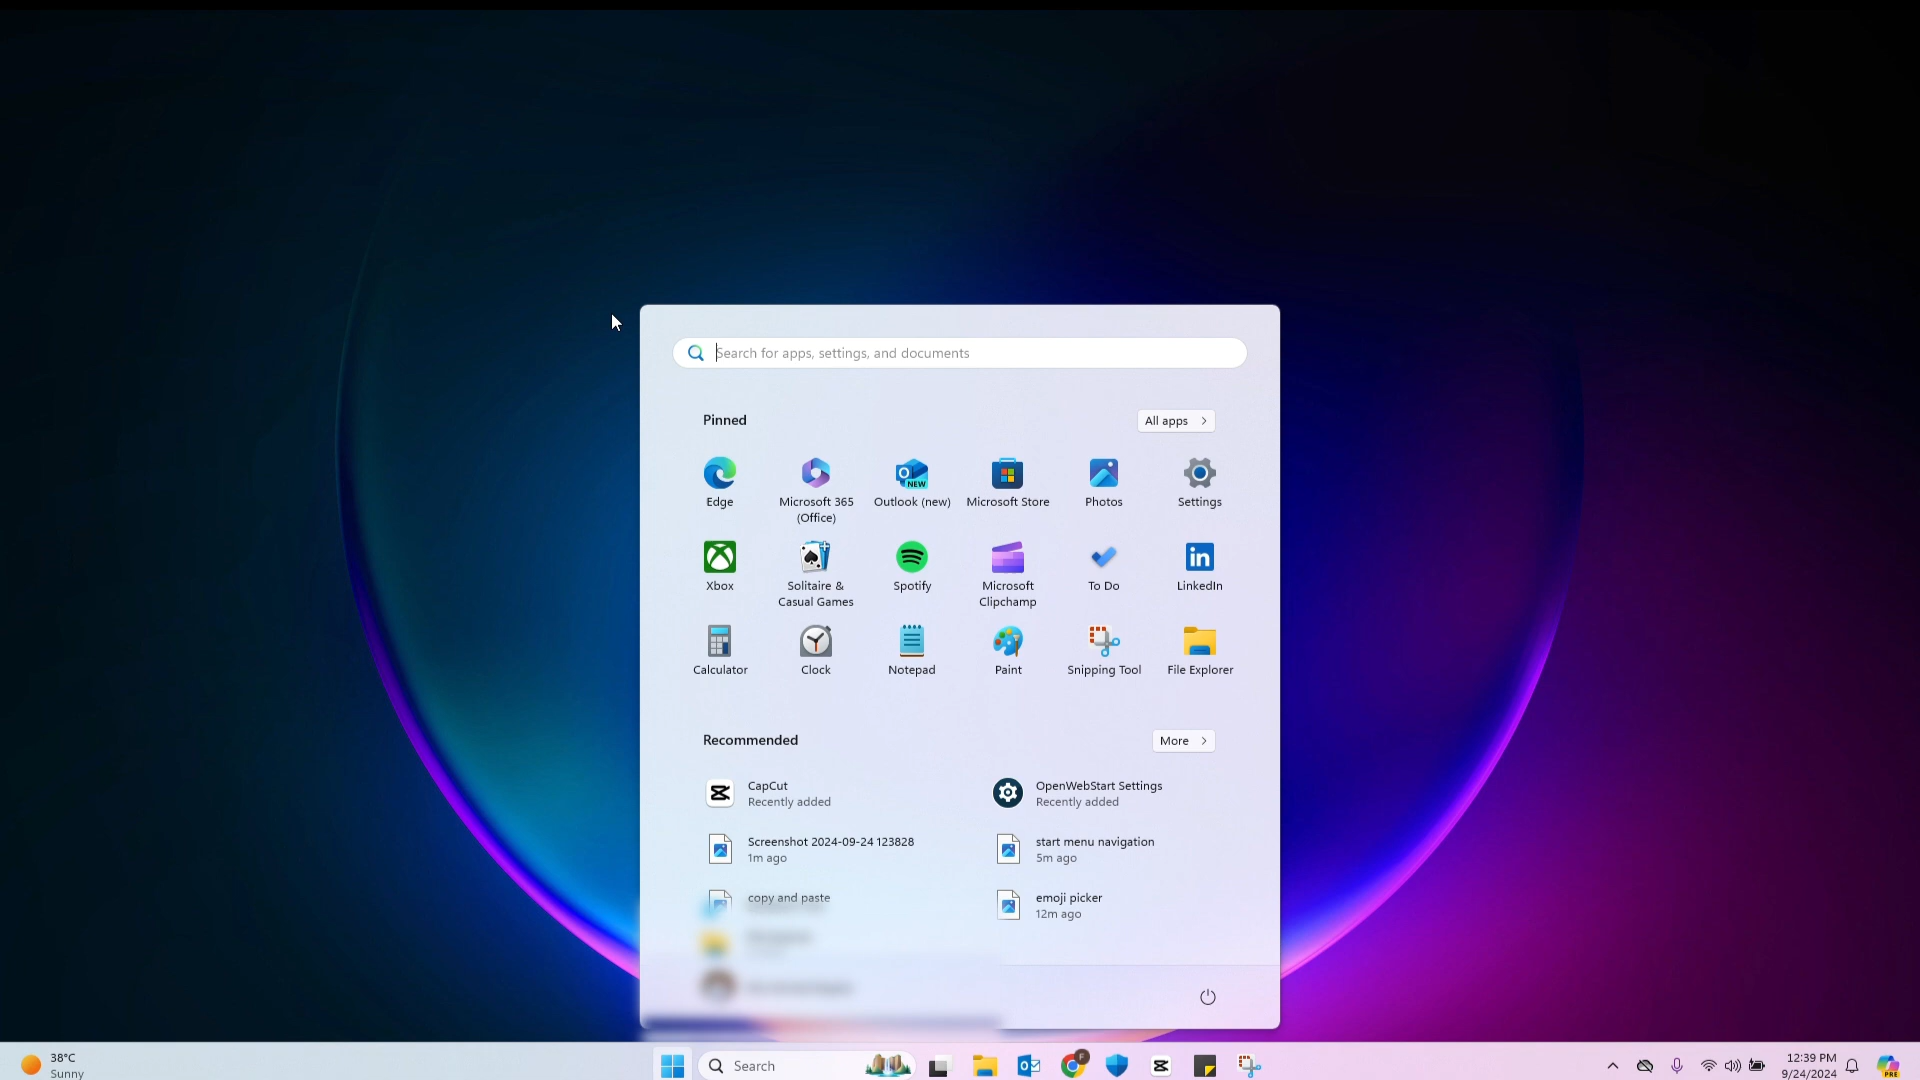 Search for apps, settings, and documents
Pinned
All apps
Edge
Microsoft 365
(Office)
Outlook (new)
NEW
Microsoft Store
Photos
Settings
Xbox
Solitaire &
Casual Games
Spotify
Microsoft
Clipchamp
To Do
LinkedIn
in
Calculator
Clock
Notepad
Paint
Snipping Tool
File Explorer
Recommended
More
CapCut
Recently added
OpenWebStart Settings
Recently added
Screenshot 2024-09-24 123828
1m ago
start menu navigation
5m ago
copy and paste
emoji picker
12m ago
38°C
Sunny
Search
F
12:39 PM
9/24/2024
PRE